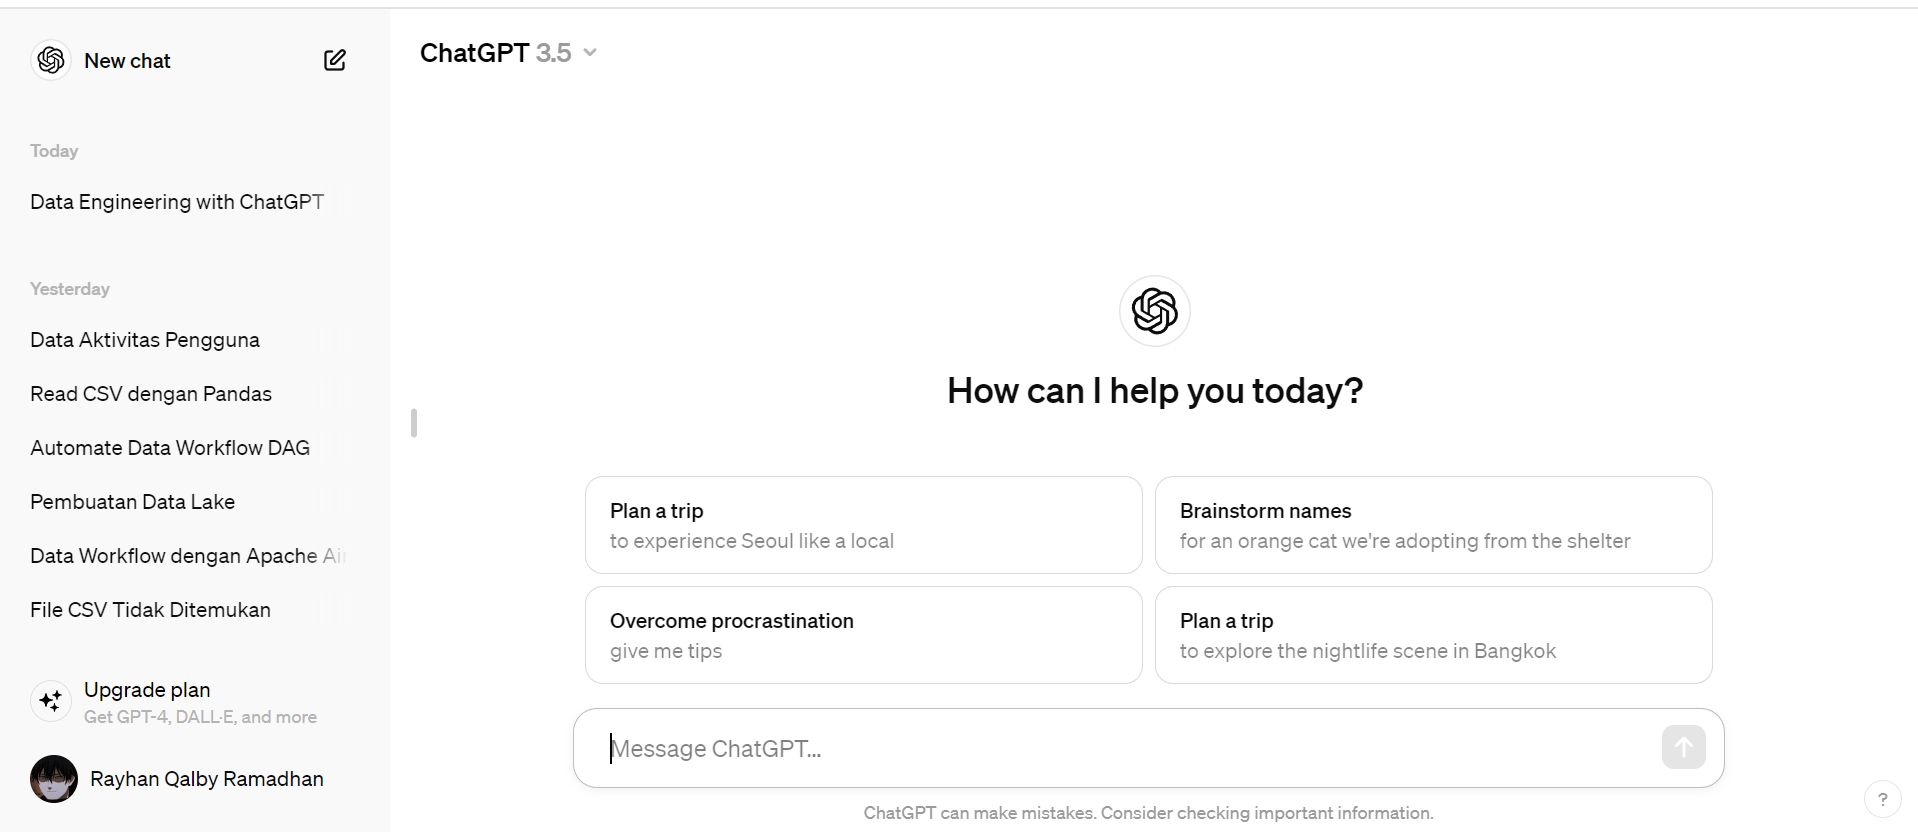 New chat
Today
Data Engineering with ChatGPT
Yesterday
Data Aktivitas Pengguna
Read CSV dengan Pandas
Automate Data Workflow DAG
Pembuatan Data Lake
Data Workflow dengan Apache
File CSV Tidak Ditemukan
Upgrade plan
Get GPT-4, DALL·E, and more
Rayhan Qalby Ramadhan
ChatGPT 3.5
How can I help you today?
Plan a trip
to experience Seoul like a local
Brainstorm names
for an orange cat we're adopting from the shelter
Overcome procrastination
give me tips
Plan a trip
to explore the nightlife scene in Bangkok
Message ChatGPT...
ChatGPT can make mistakes. Consider checking important information.
?